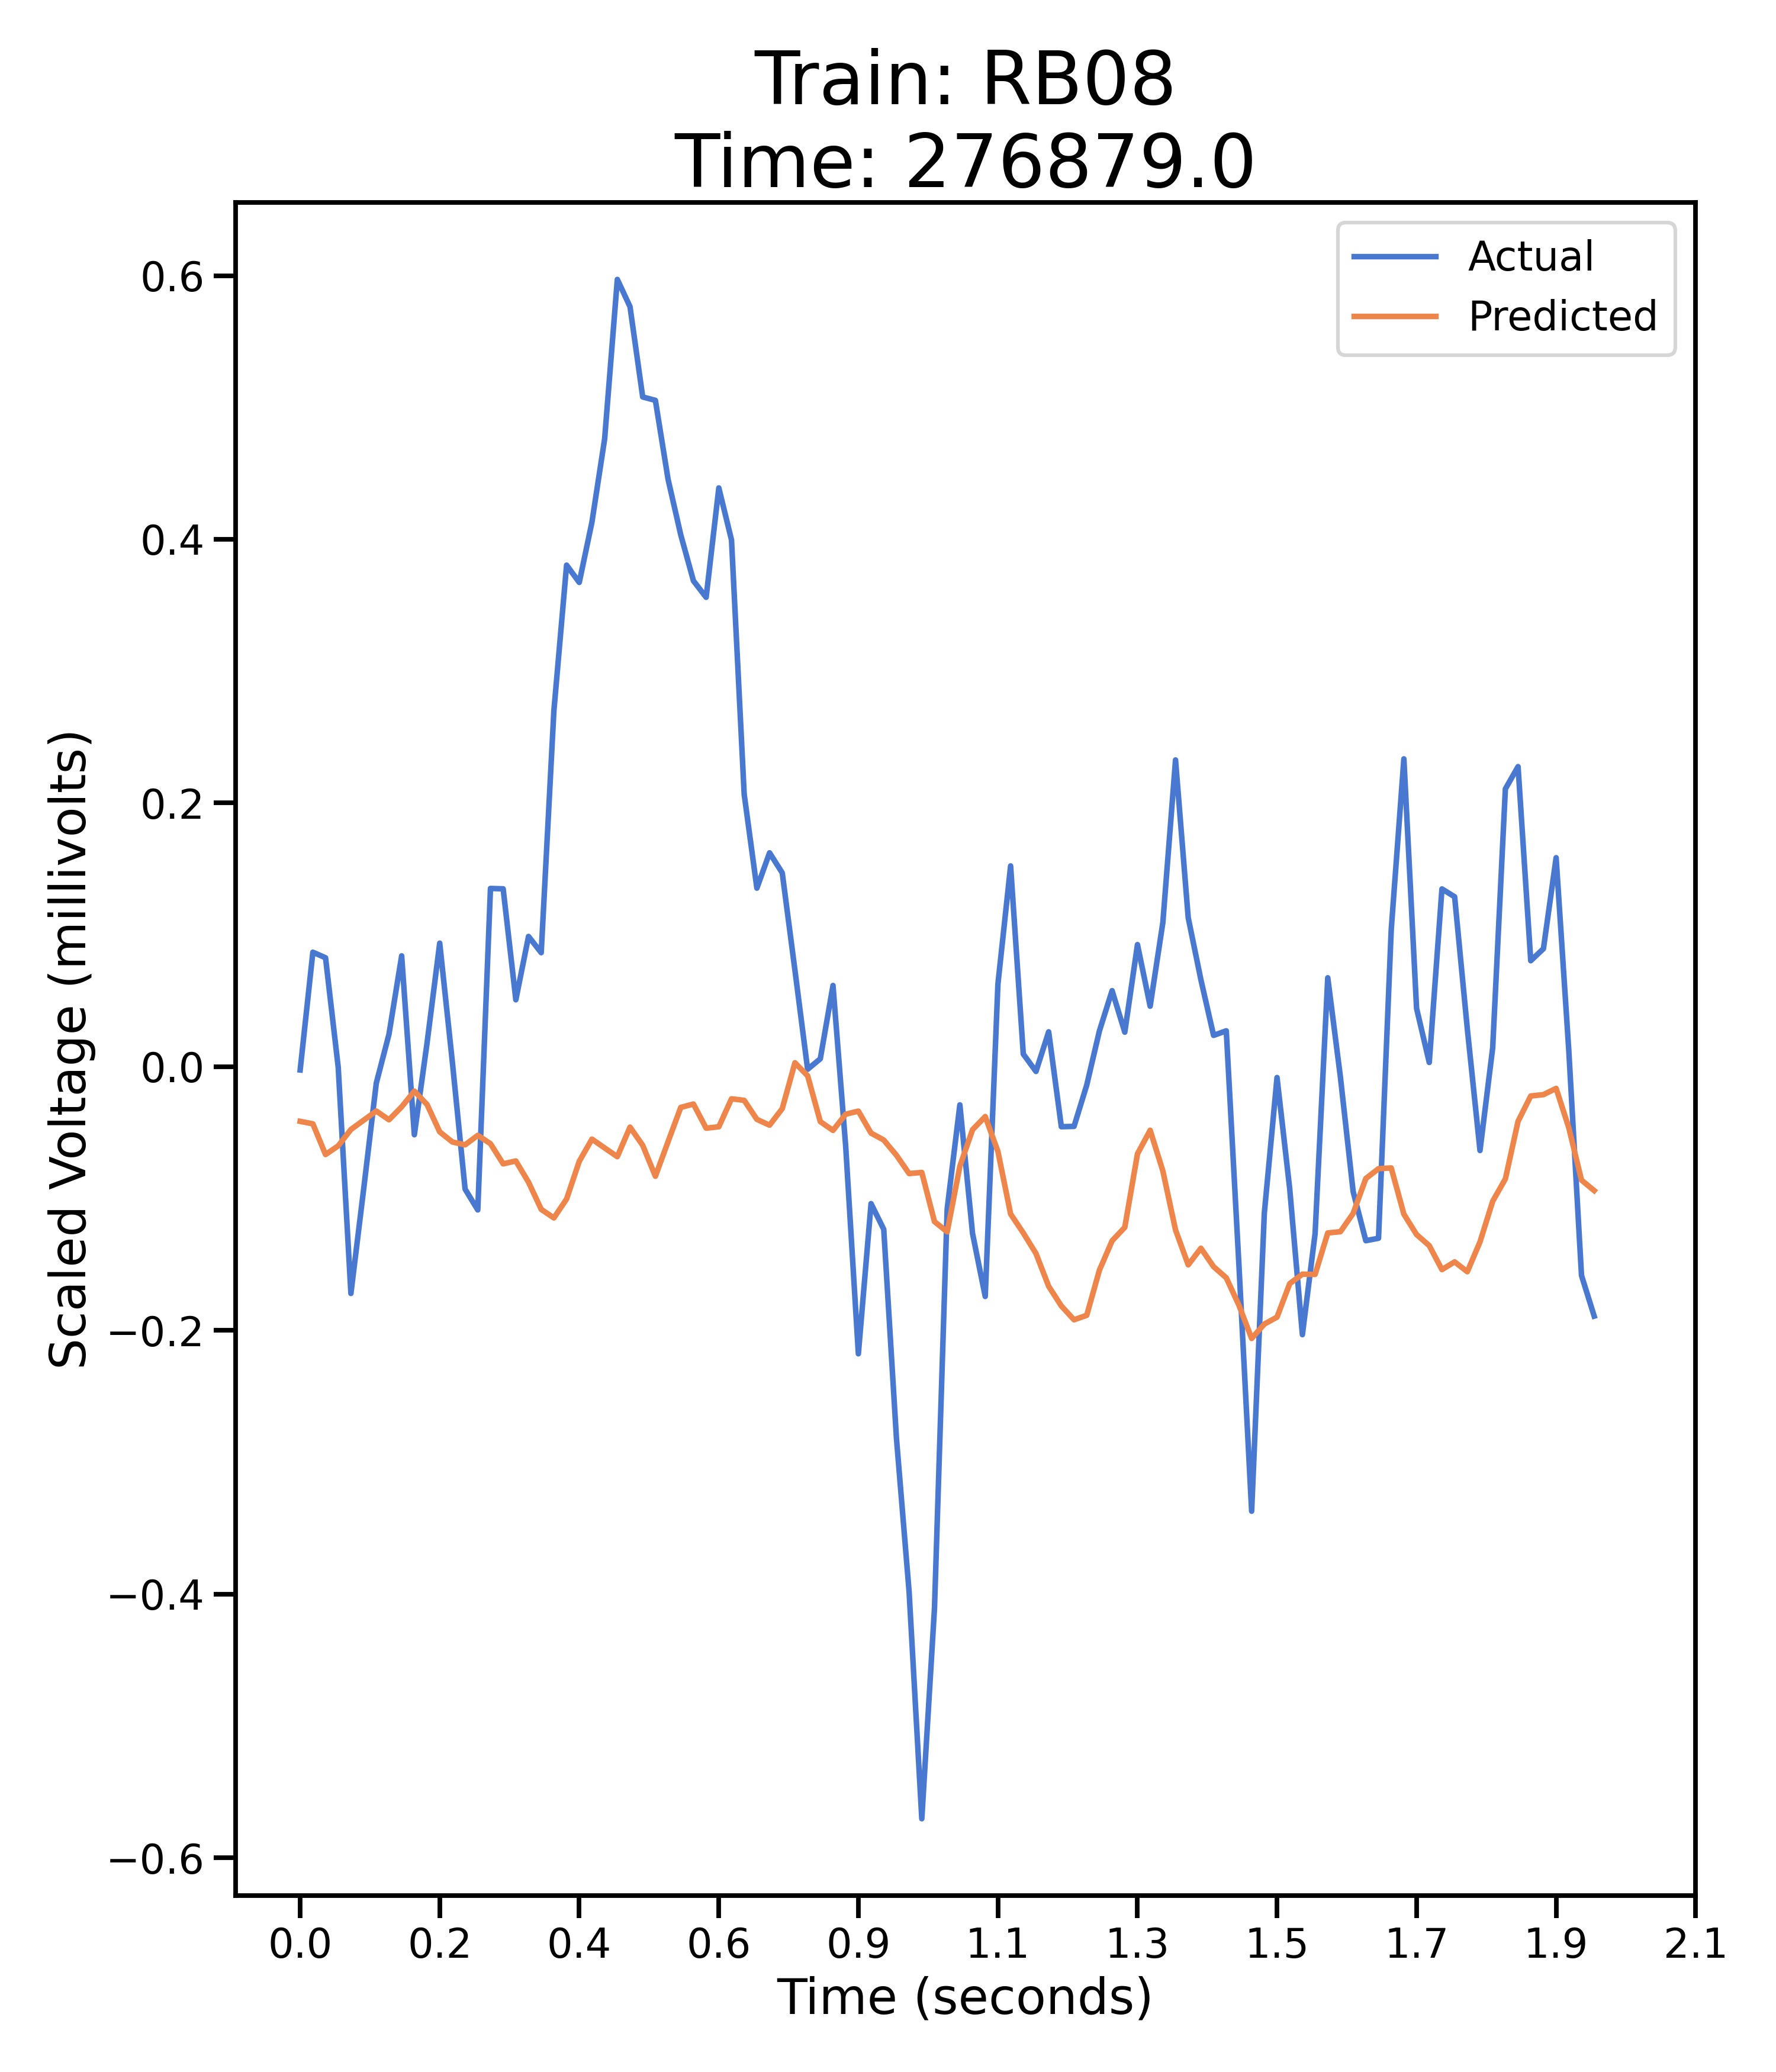 Train: RB08
Time: 276879.0
Actual
Predicted
Scaled Voltage (millivolts)
0.6
0.4
0.2
0.0
−0.2
−0.4
−0.6
0.0 0.2 0.4 0.6 0.9 1.1 1.3 1.5 1.7 1.9 2.1
Time (seconds)